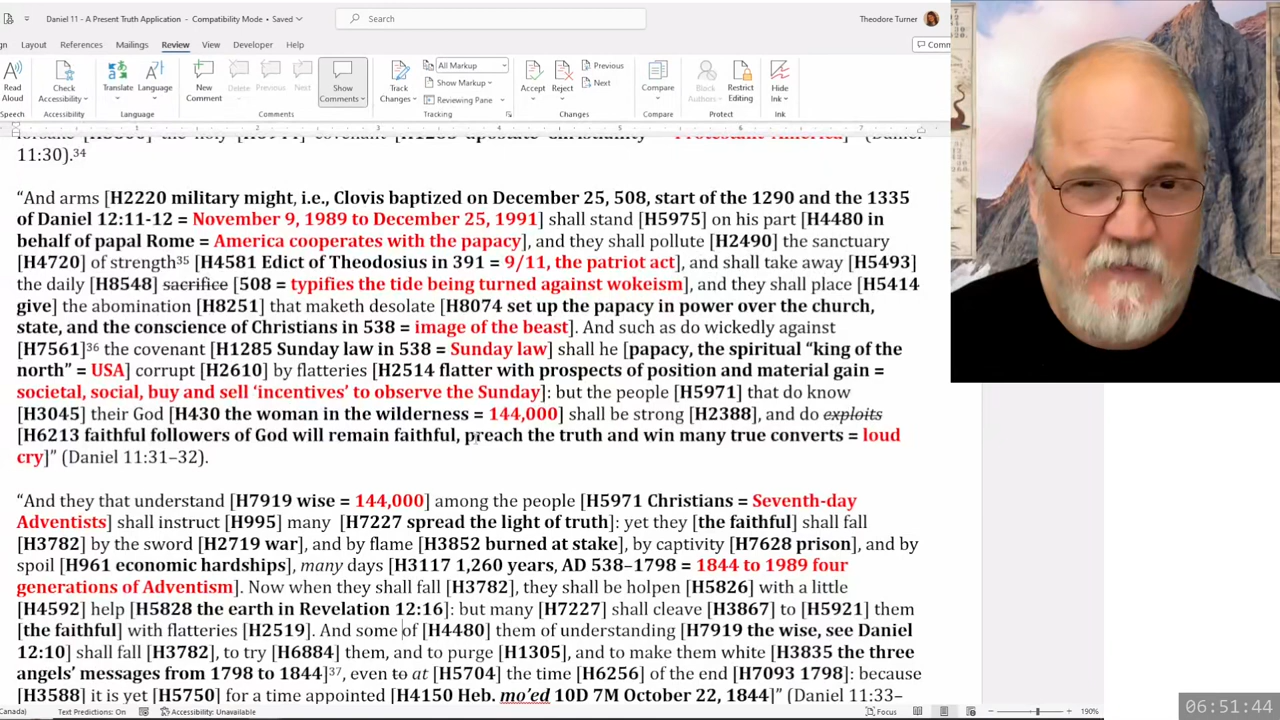 Daniel 11 - A Present Truth Application - Compatibility Mode • Saved
Search
Theodore Turner
Layout References Mailings Review View Developer Help
Read Aloud
Check Accessibility
Translate
Language
New Comment
Delete
Previous
Next
Show Comments
Track Changes
All Markup
Show Markup
Reviewing Pane
Accept
Reject
Previous
Next
Compare
Block Authors
Restrict Editing
Hide Ink
Speech Accessibility Language Comments Tracking Changes Compare Protect Ink
11:30).34
“And arms [H2220 military might, i.e., Clovis baptized on December 25, 508, start of the 1290 and the 1335
of Daniel 12:11-12 = November 9, 1989 to December 25, 1991] shall stand [H5975] on his part [H4480 in
behalf of papal Rome = America cooperates with the papacy], and they shall pollute [H2490] the sanctuary
[H4720] of strength35 [H4581 Edict of Theodosius in 391 = 9/11, the patriot act], and shall take away [H5493]
the daily [H8548] sacrifice [508 = typifies the tide being turned against wokeism], and they shall place [H5414
give] the abomination [H8251] that maketh desolate [H8074 set up the papacy in power over the church,
state, and the conscience of Christians in 538 = image of the beast]. And such as do wickedly against
[H7561]36 the covenant [H1285 Sunday law in 538 = Sunday law] shall he [papacy, the spiritual “king of the
north” = USA] corrupt [H2610] by flatteries [H2514 flatter with prospects of position and material gain =
societal, social, buy and sell ‘incentives’ to observe the Sunday]: but the people [H5971] that do know
[H3045] their God [H430 the woman in the wilderness = 144,000] shall be strong [H2388], and do exploits
[H6213 faithful followers of God will remain faithful, preach the truth and win many true converts = loud
cry]” (Daniel 11:31–32).
“And they that understand [H7919 wise = 144,000] among the people [H5971 Christians = Seventh-day
Adventists] shall instruct [H995] many [H7227 spread the light of truth]: yet they [the faithful] shall fall
[H3782] by the sword [H2719 war], and by flame [H3852 burned at stake], by captivity [H7628 prison], and by
spoil [H961 economic hardships], many days [H3117 1,260 years, AD 538–1798 = 1844 to 1989 four
generations of Adventism]. Now when they shall fall [H3782], they shall be holpen [H5826] with a little
[H4592] help [H5828 the earth in Revelation 12:16]: but many [H7227] shall cleave [H3867] to [H5921] them
[the faithful] with flatteries [H2519]. And some of [H4480] them of understanding [H7919 the wise, see Daniel
12:10] shall fall [H3782], to try [H6884] them, and to purge [H1305], and to make them white [H3835 the three
angels’ messages from 1798 to 1844]37, even to at [H5704] the time [H6256] of the end [H7093 1798]: because
[H3588] it is yet [H5750] for a time appointed [H4150 Heb. mo’ed 10D 7M October 22, 1844]” (Daniel 11:33–
Canada) Text Predictions: On Accessibility: Unavailable Focus 190%
06:51:44